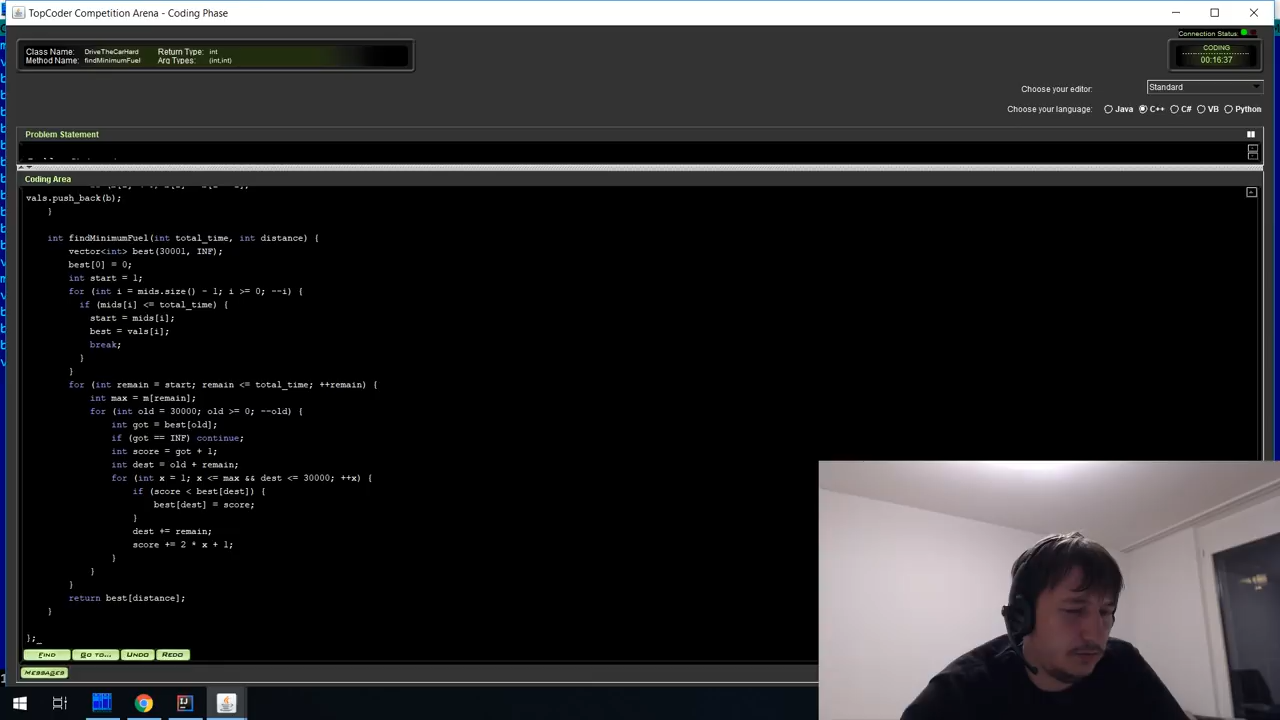 TopCoder Competition Arena - Coding Phase
Connection Status
Class Name: DriveTheCarHard Return Type: int
Method Name: findMinimumFuel Arg Types: (int,int)
CODING
00:16:37
Choose your editor: Standard
Choose your language: Java C++ C# VB Python
Problem Statement
Coding Area
vals.push_back(b);
}
int findMinimumFuel(int total_time, int distance) {
vector<int> best(30001, INF);
best[0] = 0;
int start = 1;
for (int i = mids.size() - 1; i >= 0; --i) {
if (mids[i] <= total_time) {
start = mids[i];
best = vals[i];
break;
}
}
for (int remain = start; remain <= total_time; ++remain) {
int max = m[remain];
for (int old = 30000; old >= 0; --old) {
int got = best[old];
if (got == INF) continue;
int score = got + 1;
int dest = old + remain;
for (int x = 1; x <= max && dest <= 30000; ++x) {
if (score < best[dest]) {
best[dest] = score;
}
dest += remain;
score += 2 * x + 1;
}
}
}
return best[distance];
}
};_
FIND GO TO... UNDO REDO
MESSAGES